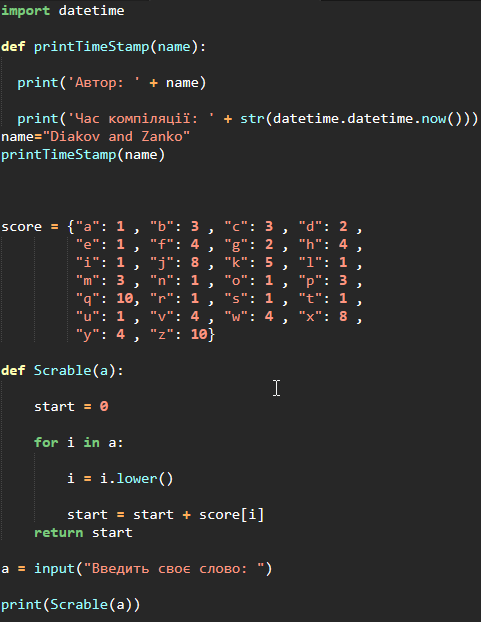 import datetime
def printTimeStamp(name):
print('Автор: ' + name)
print('Час компіляції: ' + str(datetime.datetime.now()))
name="Diakov and Zanko"
printTimeStamp(name)
score = {"a": 1 , "b": 3 , "c": 3 , "d": 2 ,
"e": 1 , "f": 4 , "g": 2 , "h": 4 ,
"i": 1 , "j": 8 , "k": 5 , "l": 1 ,
"m": 3 , "n": 1 , "o": 1 , "p": 3 ,
"q": 10, "r": 1 , "s": 1 , "t": 1 ,
"u": 1 , "v": 4 , "w": 4 , "x": 8 ,
"y": 4 , "z": 10}
def Scrable(a):
start = 0
for i in a:
i = i.lower()
start = start + score[i]
return start
a = input("Введить своє слово: ")
print(Scrable(a))